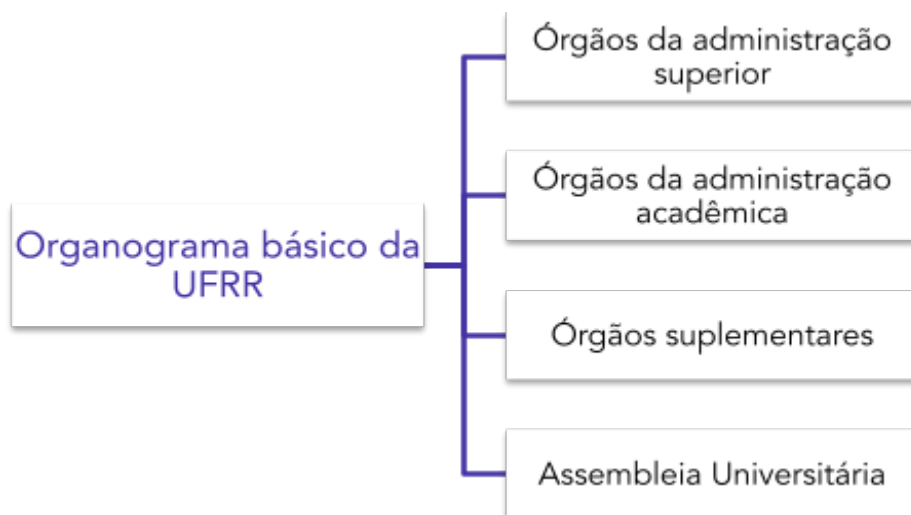 Organograma básico da
UFRR
Órgãos da administração
superior
Órgãos da administração
acadêmica
Órgãos suplementares
Assembleia Universitária